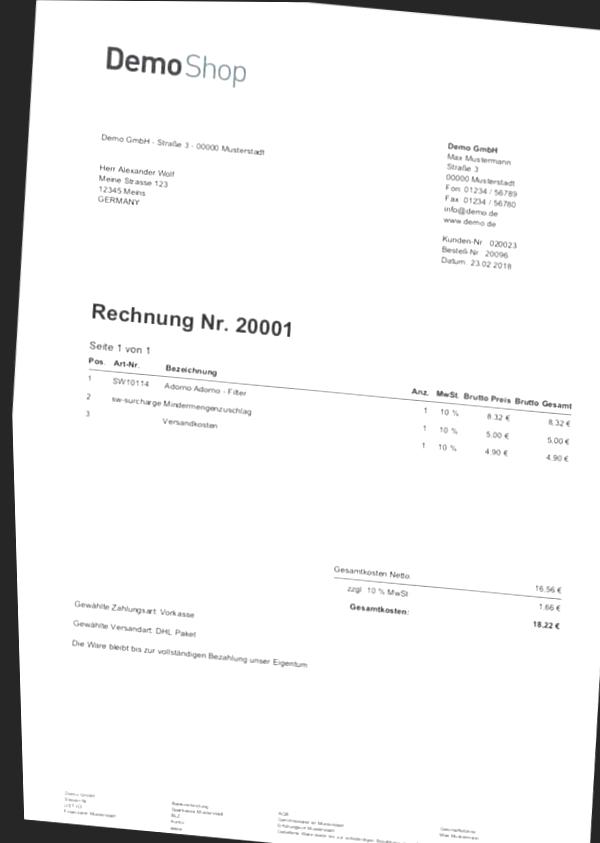 DemoShop
Demo GmbH - Straße 3 - 00000 Musterstadt
Herr Alexander Wolf
Meine Strasse 123
12345 Meins
GERMANY
Demo GmbH
Max Mustermann
Straße 3
00000 Musterstadt
Fon: 01234 / 56789
Fax: 01234 / 56780
info@demo.de
www.demo.de
Kunden-Nr.: 020023
Bestell-Nr.: 20096
Datum: 23.02.2018
Rechnung Nr. 20001
Seite 1 von 1
Pos. Art-Nr. Bezeichnung Anz. MwSt. Brutto Preis Brutto Gesamt
1 SW10114 Adorno Adorno - Filter 1 10 % 8,32 € 8,32 €
2 sw-surcharge Mindermengenzuschlag 1 10 % 5,00 € 5,00 €
3 Versandkosten 1 10 % 4,90 € 4,90 €
Gesamtkosten Netto: 16,56 €
zzgl. 10 % MwSt: 1,66 €
Gesamtkosten: 18,22 €
Gewählte Zahlungsart: Vorkasse
Gewählte Versandart: DHL Paket
Die Ware bleibt bis zur vollständigen Bezahlung unser Eigentum
Demo GmbH